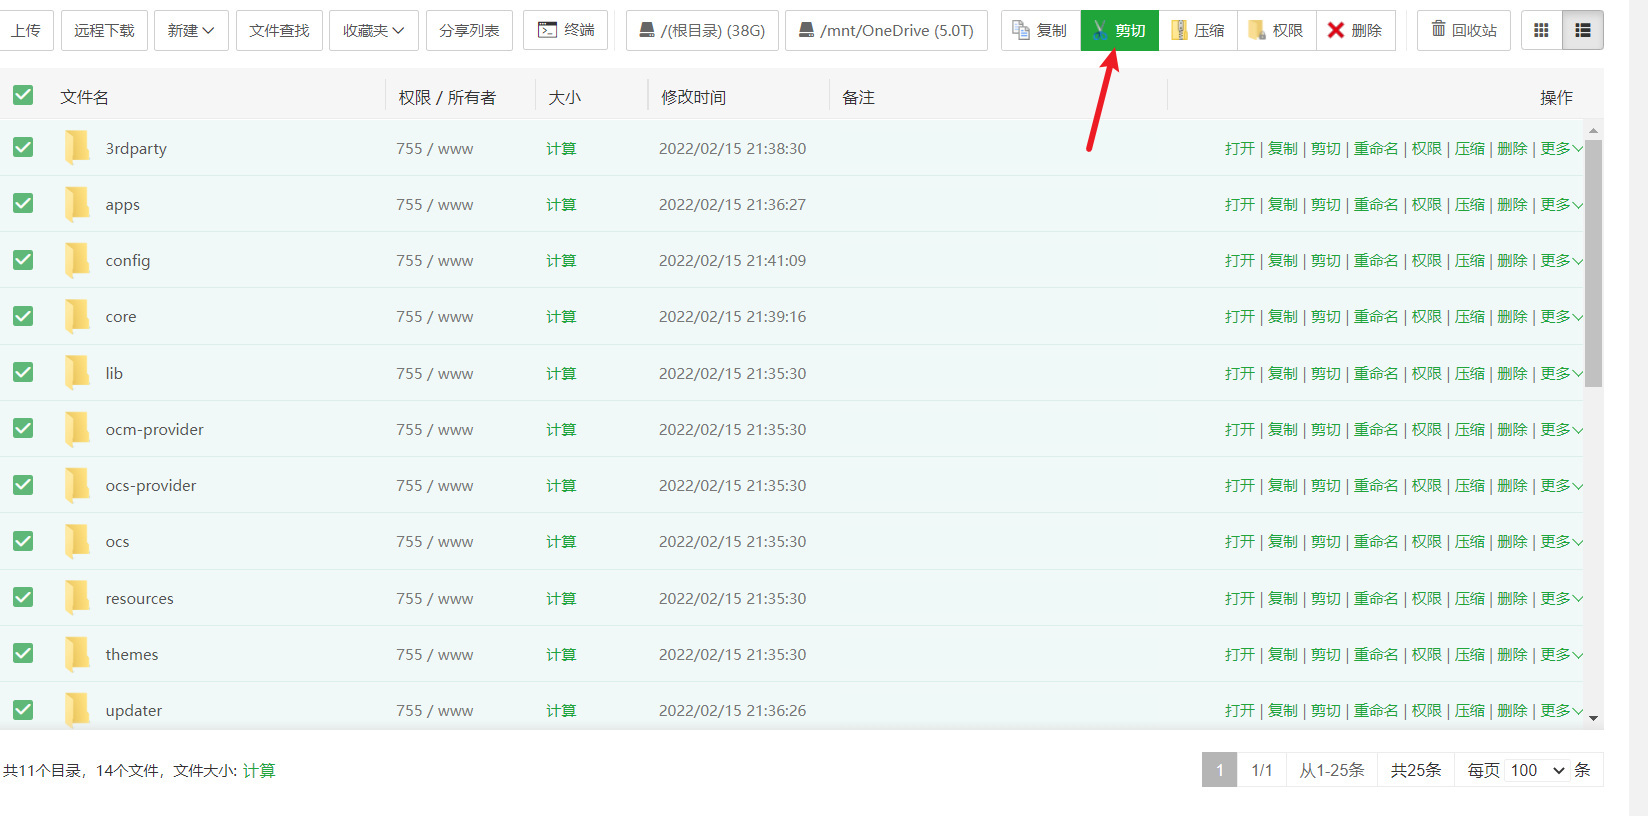 上传 远程下载 新建 文件查找 收藏夹 分享列表 终端 /(根目录) (38G) /mnt/OneDrive (5.0T) 复制 剪切 压缩 权限 删除 回收站
文件名 权限 / 所有者 大小 修改时间 备注 操作
3rdparty 755 / www 计算 2022/02/15 21:38:30 打开 | 复制 | 剪切 | 重命名 | 权限 | 压缩 | 删除 | 更多
apps 755 / www 计算 2022/02/15 21:36:27 打开 | 复制 | 剪切 | 重命名 | 权限 | 压缩 | 删除 | 更多
config 755 / www 计算 2022/02/15 21:41:09 打开 | 复制 | 剪切 | 重命名 | 权限 | 压缩 | 删除 | 更多
core 755 / www 计算 2022/02/15 21:39:16 打开 | 复制 | 剪切 | 重命名 | 权限 | 压缩 | 删除 | 更多
lib 755 / www 计算 2022/02/15 21:35:30 打开 | 复制 | 剪切 | 重命名 | 权限 | 压缩 | 删除 | 更多
ocm-provider 755 / www 计算 2022/02/15 21:35:30 打开 | 复制 | 剪切 | 重命名 | 权限 | 压缩 | 删除 | 更多
ocs-provider 755 / www 计算 2022/02/15 21:35:30 打开 | 复制 | 剪切 | 重命名 | 权限 | 压缩 | 删除 | 更多
ocs 755 / www 计算 2022/02/15 21:35:30 打开 | 复制 | 剪切 | 重命名 | 权限 | 压缩 | 删除 | 更多
resources 755 / www 计算 2022/02/15 21:35:30 打开 | 复制 | 剪切 | 重命名 | 权限 | 压缩 | 删除 | 更多
themes 755 / www 计算 2022/02/15 21:35:30 打开 | 复制 | 剪切 | 重命名 | 权限 | 压缩 | 删除 | 更多
updater 755 / www 计算 2022/02/15 21:36:26 打开 | 复制 | 剪切 | 重命名 | 权限 | 压缩 | 删除 | 更多
共11个目录，14个文件，文件大小: 计算 1 1/1 从1-25条 共25条 每页 100 条